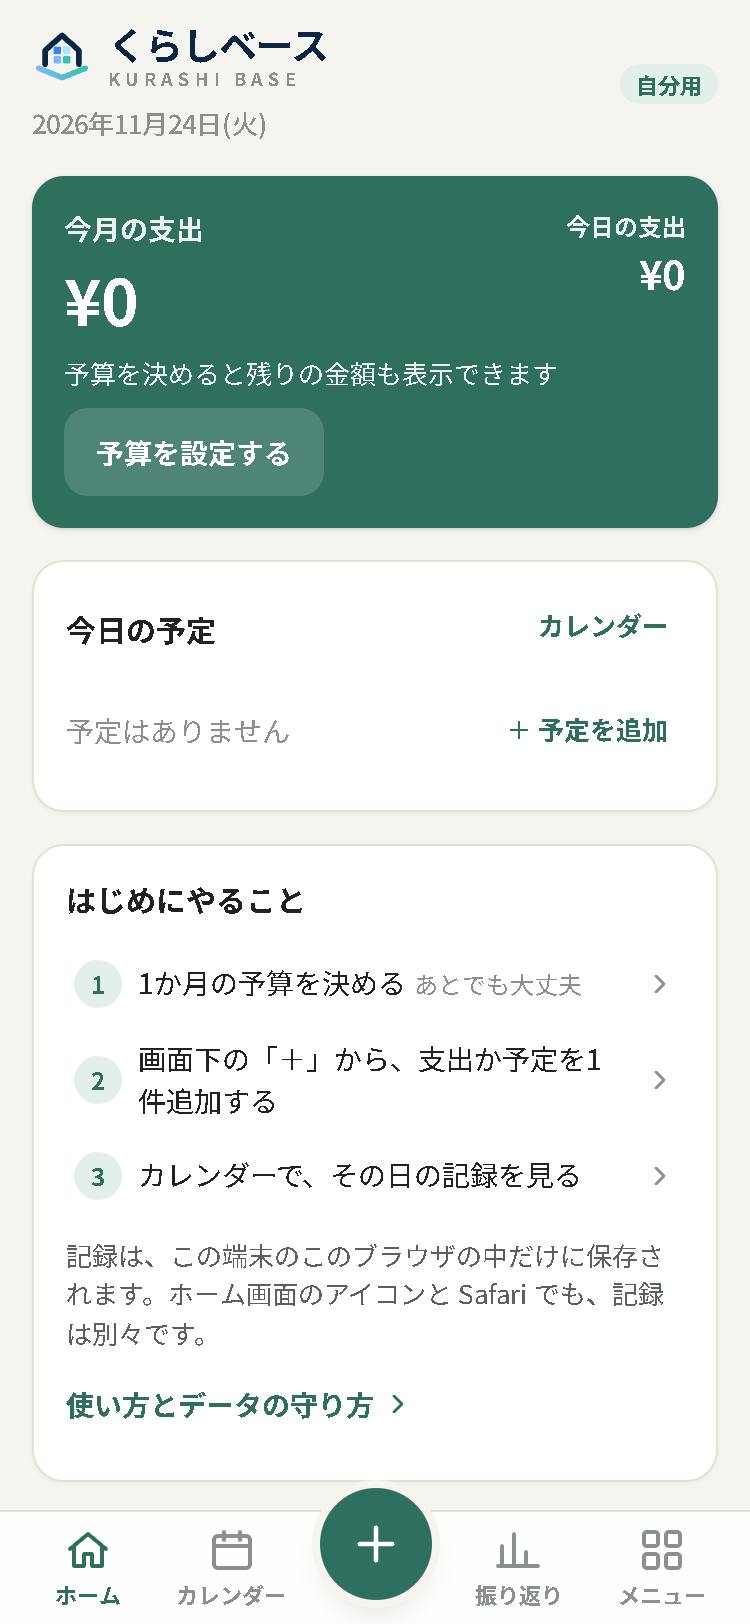 くらしベース
KURASHI BASE
自分用
2026年11月24日(火)
今月の支出
今日の支出
¥0
¥0
予算を決めると残りの金額も表示できます
予算を設定する
今日の予定
カレンダー
予定はありません
＋ 予定を追加
はじめにやること
1 1か月の予算を決める あとでも大丈夫
2 画面下の「＋」から、支出か予定を1
件追加する
3 カレンダーで、その日の記録を見る
記録は、この端末のこのブラウザの中だけに保存さ
れます。ホーム画面のアイコンと Safari でも、記録
は別々です。
使い方とデータの守り方
ホーム
カレンダー
振り返り
メニュー